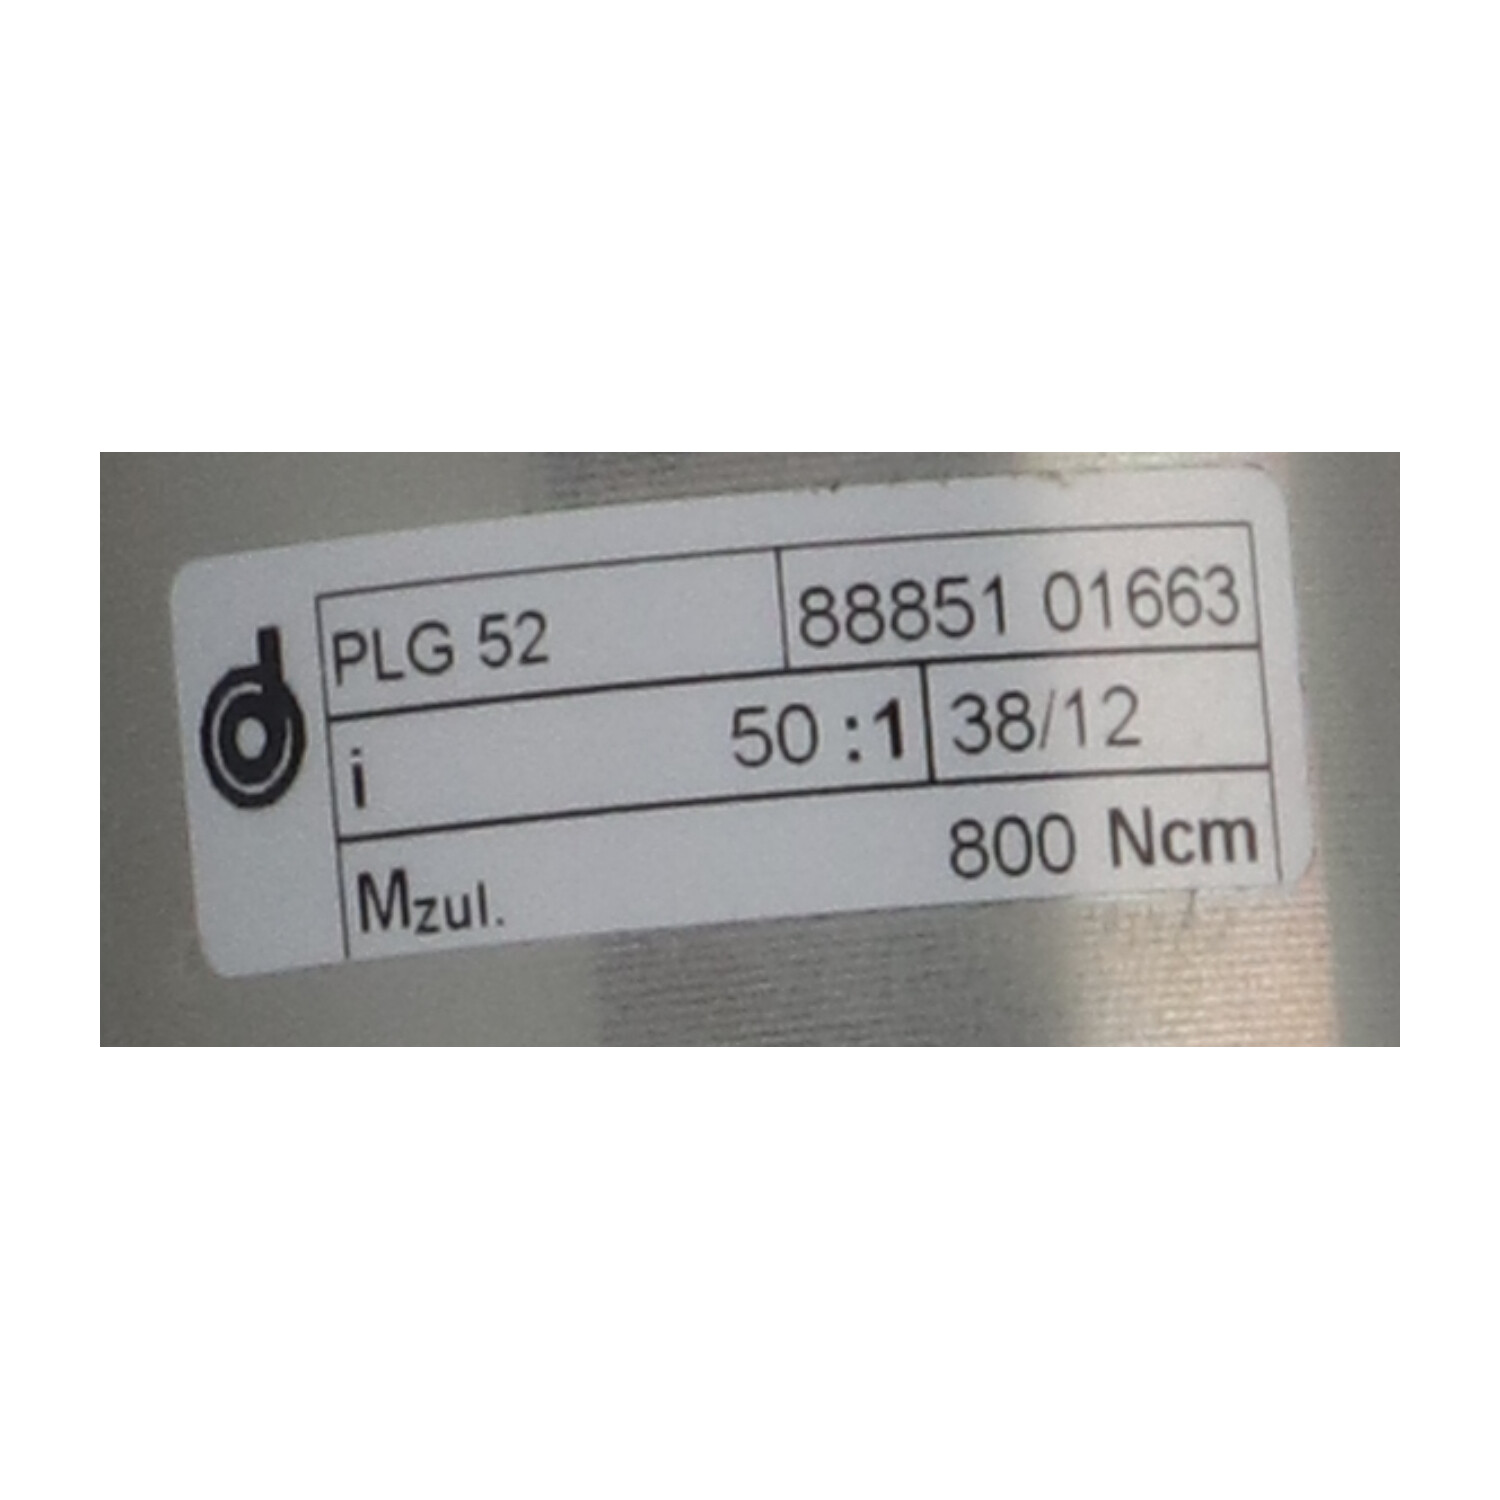 PLG 52 88851 01663
i 50 :1 38/12
Mzul. 800 Ncm